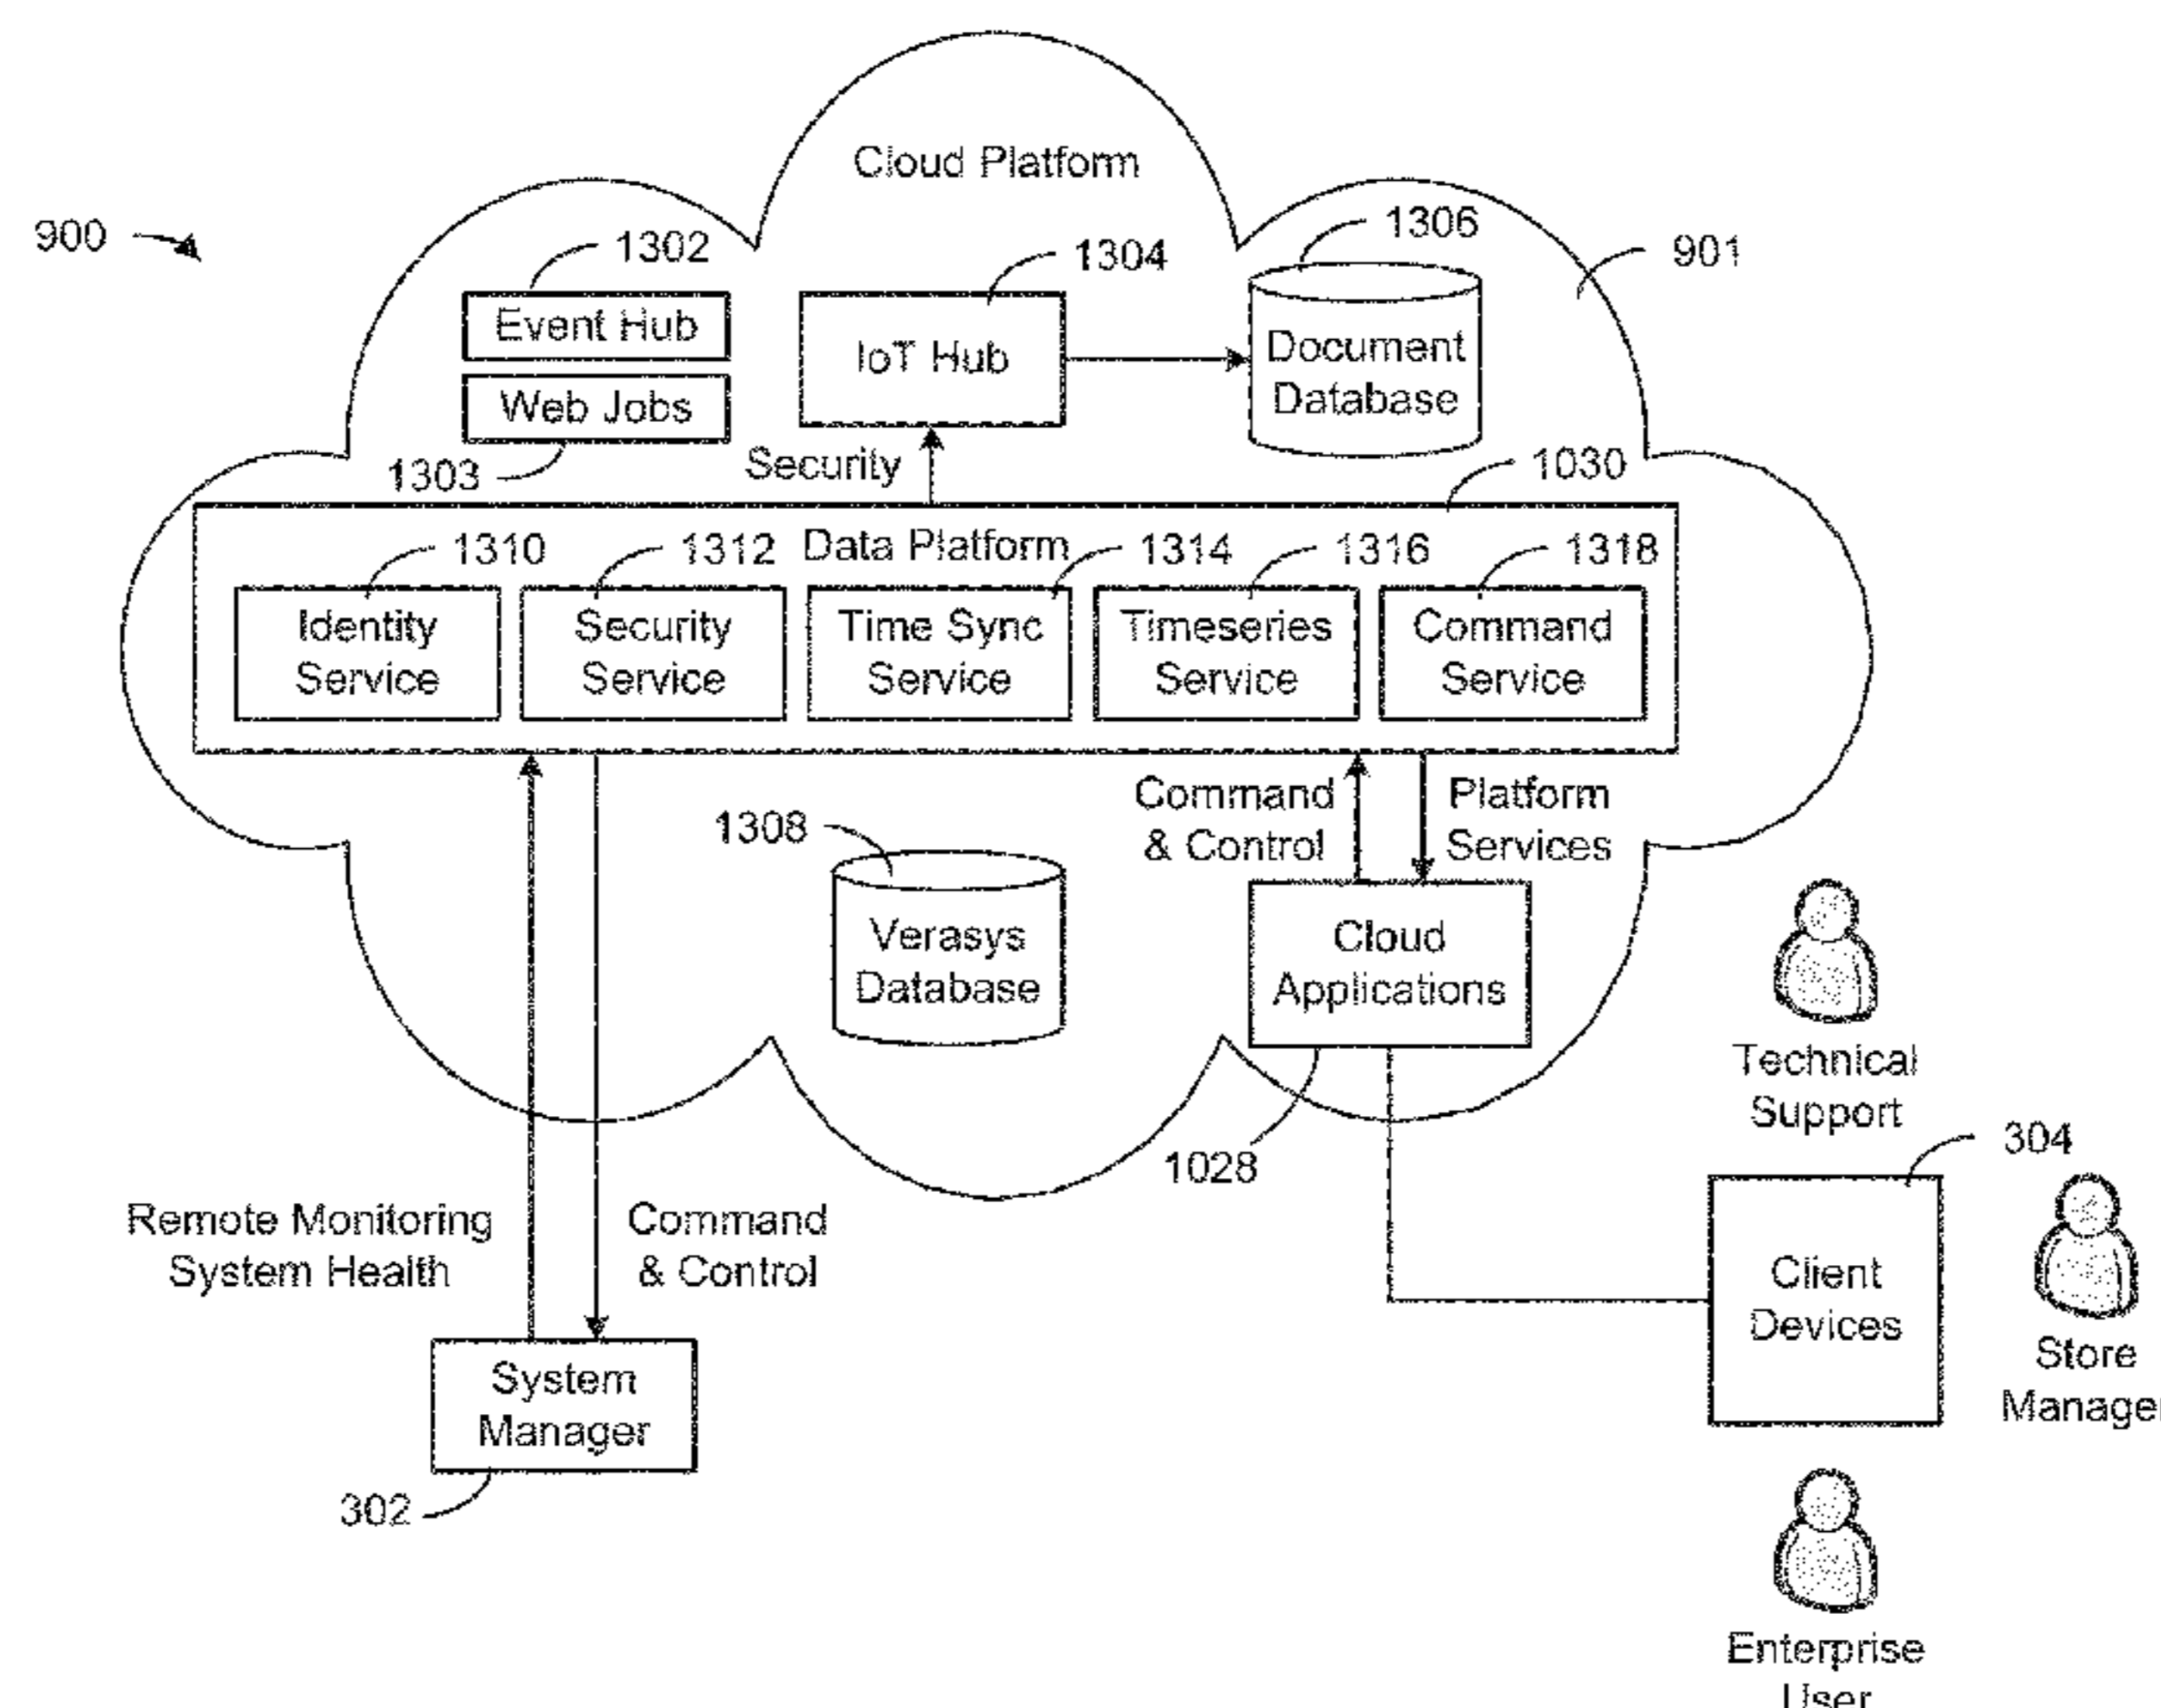 Cloud Platform
900
1302
1304
1306
901
Event Hub
IoT Hub
Document
Database
Web Jobs
1303
Security
1030
Data Platform
1310
1312
1314
1316
1318
Identity
Service
Security
Service
Time Sync
Service
Timeseries
Service
Command
Service
Command
& Control
Platform
Services
1308
Verasys
Database
Cloud
Applications
1028
Technical
Support
304
Remote Monitoring
System Health
Command
& Control
Client
Devices
Store
Manager
System
Manager
302
Enterprise
User